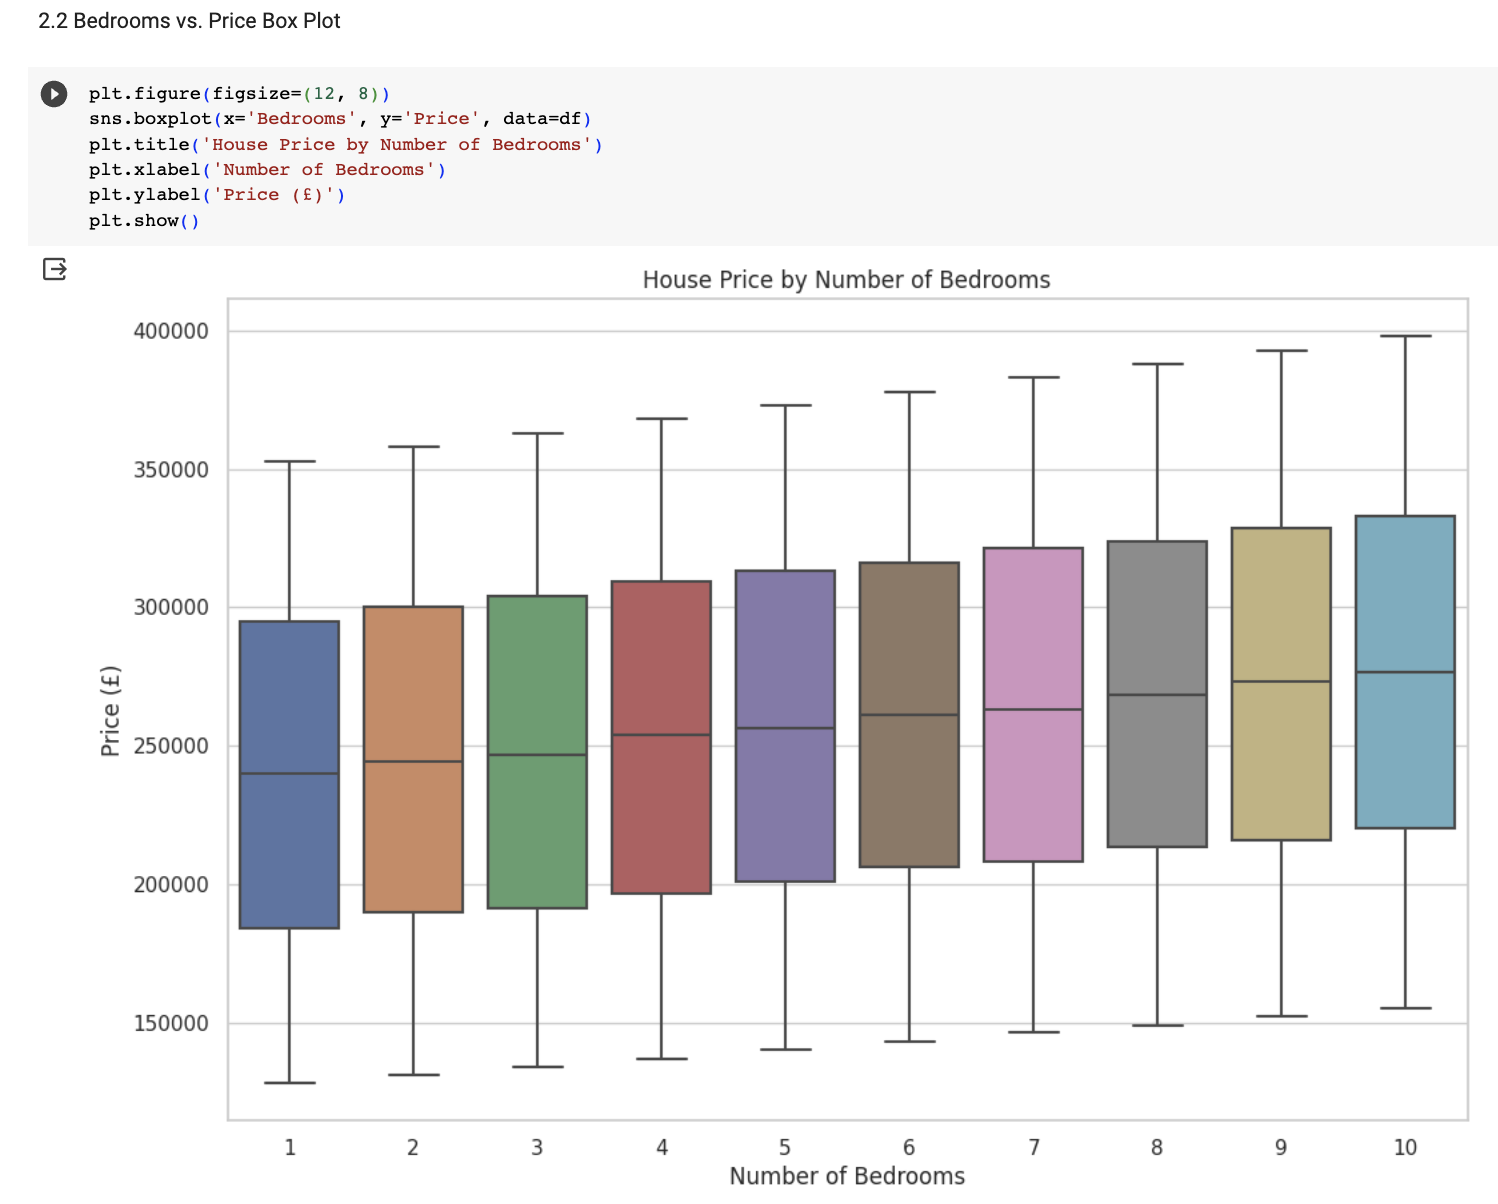 2.2 Bedrooms vs. Price Box Plot
plt.figure(figsize=(12, 8))
sns.boxplot(x='Bedrooms', y='Price', data=df)
plt.title('House Price by Number of Bedrooms')
plt.xlabel('Number of Bedrooms')
plt.ylabel('Price (£)')
plt.show()
House Price by Number of Bedrooms
400000
350000
300000
250000
200000
150000
Price (£)
1 2 3 4 5 6 7 8 9 10
Number of Bedrooms